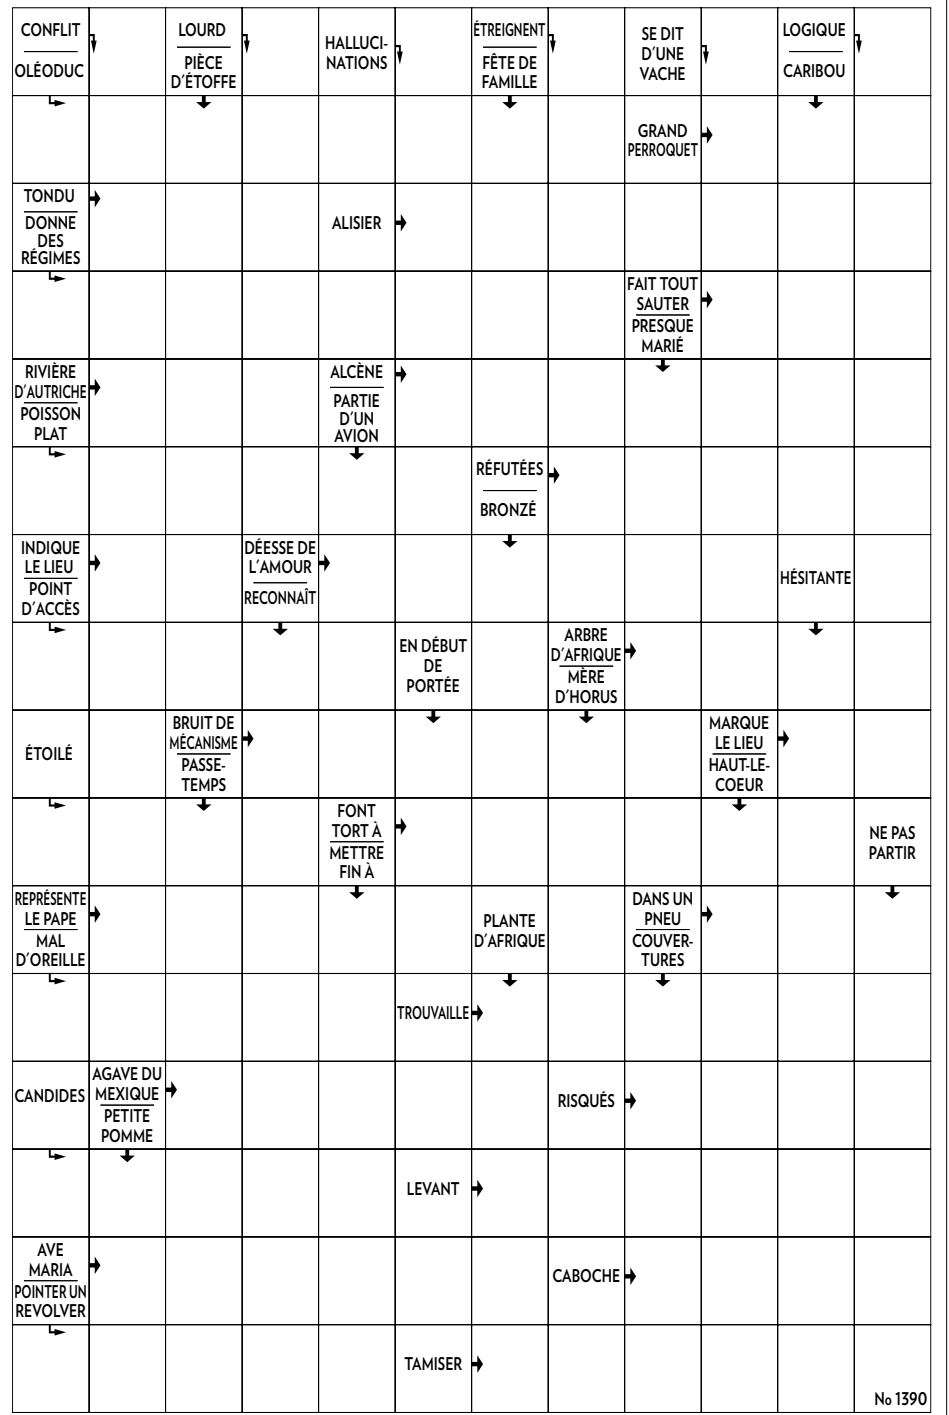 CONFLIT
OLÉODUC
LOURD
PIÈCE
D'ÉTOFFE
HALLUCI-
NATIONS
ÉTREIGNENT
FÊTE DE
FAMILLE
SE DIT
D'UNE
VACHE
LOGIQUE
CARIBOU
GRAND
PERROQUET
TONDU
DONNE
DES
RÉGIMES
ALISIER
FAIT TOUT
SAUTER
PRESQUE
MARIÉ
RIVIÈRE
D'AUTRICHE
POISSON
PLAT
ALCÈNE
PARTIE
D'UN
AVION
RÉFUTÉES
BRONZÉ
INDIQUE
LE LIEU
POINT
D'ACCÈS
DÉESSE DE
L'AMOUR
RECONNAÎT
HÉSITANTE
EN DÉBUT
DE
PORTÉE
ARBRE
D'AFRIQUE
MÈRE
D'HORUS
ÉTOILÉ
BRUIT DE
MÉCANISME
PASSE-
TEMPS
MARQUE
LE LIEU
HAUT-LE-
COEUR
FONT
TORT À
METTRE
FIN À
NE PAS
PARTIR
REPRÉSENTE
LE PAPE
MAL
D'OREILLE
PLANTE
D'AFRIQUE
DANS UN
PNEU
COUVER-
TURES
TROUVAILLE
CANDIDES
AGAVE DU
MEXIQUE
PETITE
POMME
RISQUÉS
LEVANT
AVE
MARIA
POINTER UN
REVOLVER
CABOCHE
TAMISER
No 1390